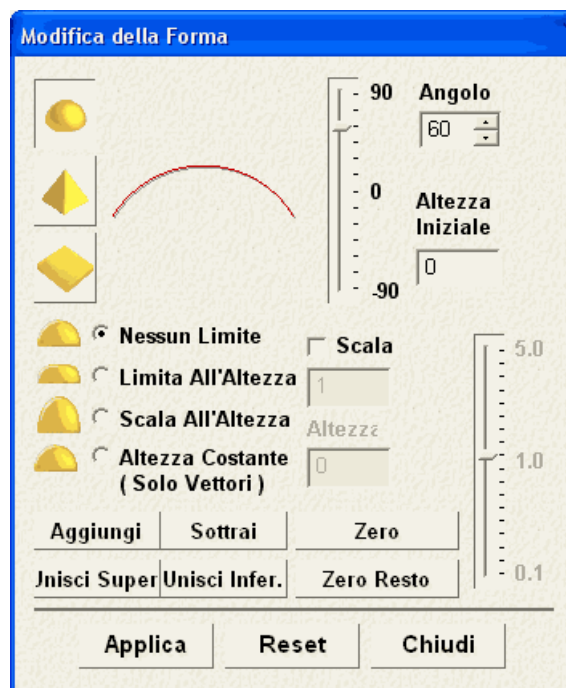 Modifica della Forma
90
Angolo
60
0
Altezza
Iniziale
0
-90
Nessun Limite
Scala
5.0
Limita All'Altezza
1
Scala All'Altezza
Altezza
Altezza Costante
0
1.0
( Solo Vettori )
Aggiungi
Sottrai
Zero
Unisci Super
Unisci Infer.
Zero Resto
0.1
Applica
Reset
Chiudi